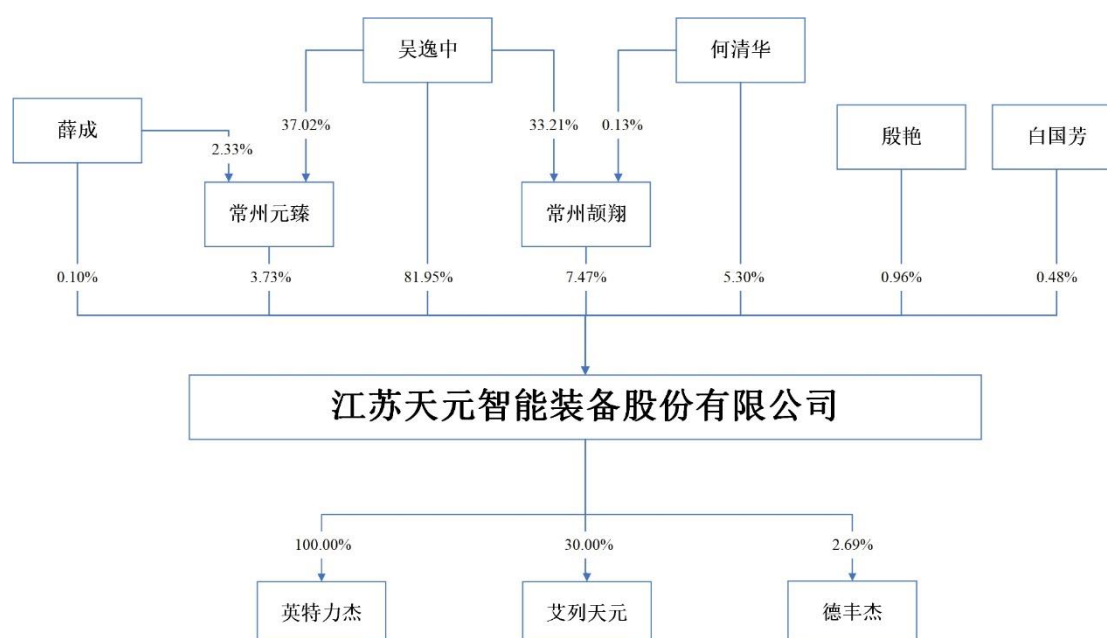 吴逸中
何清华
薛成
殷艳
白国芳
37.02%
33.21%
0.13%
2.33%
常州元臻
常州颉翔
0.10%
3.73%
81.95%
7.47%
5.30%
0.96%
0.48%
江苏天元智能装备股份有限公司
100.00%
30.00%
2.69%
英特力杰
艾列天元
德丰杰